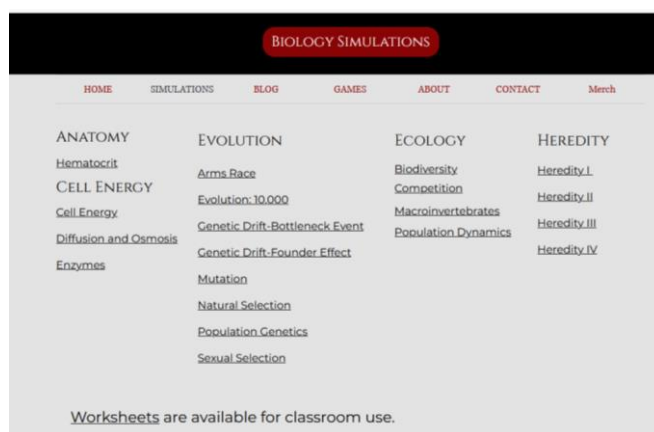 BIOLOGY SIMULATIONS
HOME SIMULATIONS BLOG GAMES ABOUT CONTACT Merch
ANATOMY
Hematocrit
CELL ENERGY
Cell Energy
Diffusion and Osmosis
Enzymes
EVOLUTION
Arms Race
Evolution: 10,000
Genetic Drift-Bottleneck Event
Genetic Drift-Founder Effect
Mutation
Natural Selection
Population Genetics
Sexual Selection
ECOLOGY
Biodiversity
Competition
Macroinvertebrates
Population Dynamics
HEREDITY
Heredity I
Heredity II
Heredity III
Heredity IV
Worksheets are available for classroom use.